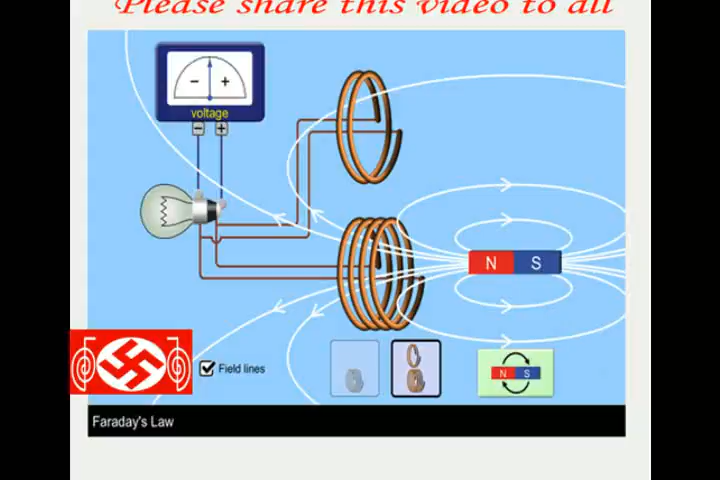 Please share this video to all
− +
voltage
− +
N S
Field lines
N S
Faraday's Law